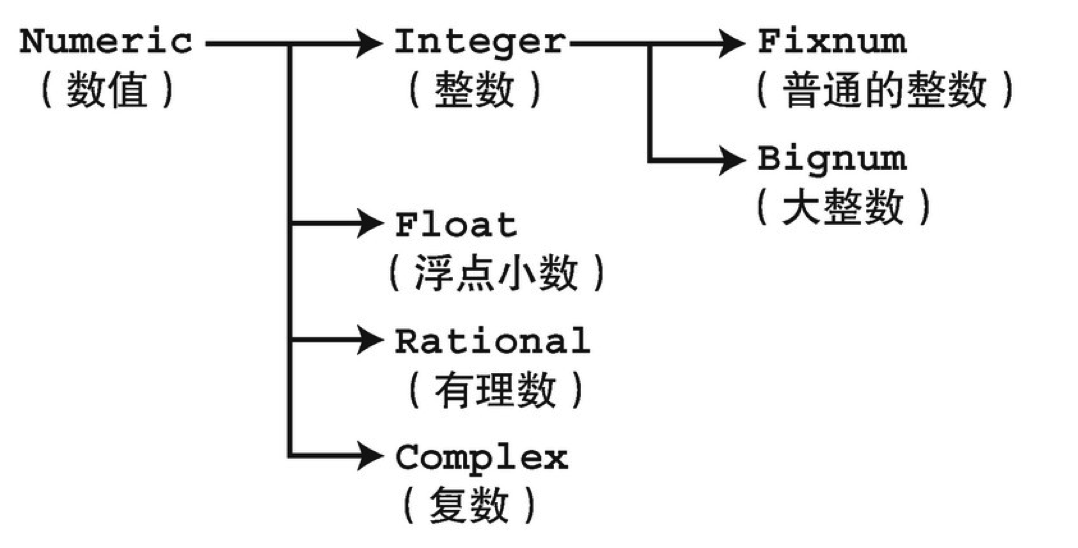 Numeric
(数值)
Integer
(整数)
Fixnum
(普通的整数)
Bignum
(大整数)
Float
(浮点小数)
Rational
(有理数)
Complex
(复数)